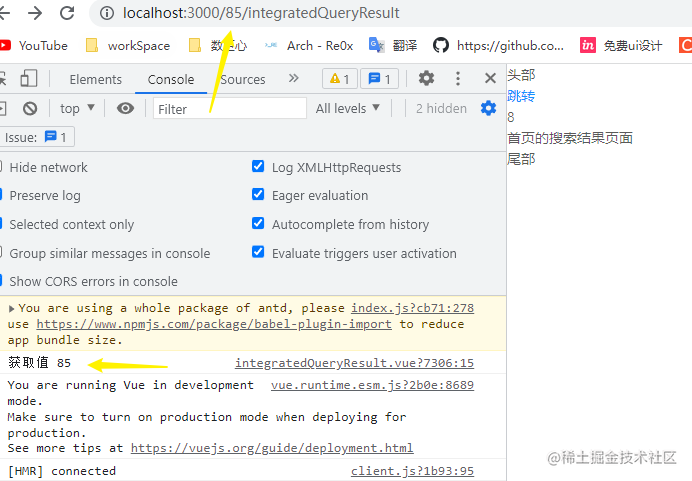 localhost:3000/85/integratedQueryResult
YouTube workSpace 数据心 Arch - Re0x 翻译 https://github.co... 免费ui设计
Elements Console Sources » 1 1
top Filter All levels 2 hidden
Issue: 1
Hide network Log XMLHttpRequests
Preserve log Eager evaluation
Selected context only Autocomplete from history
Group similar messages in console Evaluate triggers user activation
Show CORS errors in console
You are using a whole package of antd, please index.js?cb71:278
use https://www.npmjs.com/package/babel-plugin-import to reduce
app bundle size.
获取值 85 integratedQueryResult.vue?7306:15
You are running Vue in development vue.runtime.esm.js?2b0e:8689
mode.
Make sure to turn on production mode when deploying for
production.
See more tips at https://vuejs.org/guide/deployment.html
[HMR] connected client.js?1b93:95
头部
跳转
8
首页的搜索结果页面
尾部
@稀土掘金技术社区